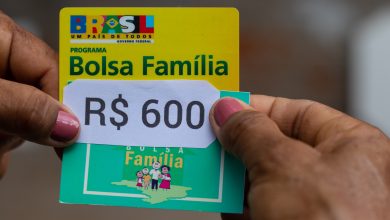 BRASIL
UM PAÍS DE TODOS
GOVERNO FEDERAL
PROGRAMA
Bolsa Família
R$ 600
BOLSA
Família